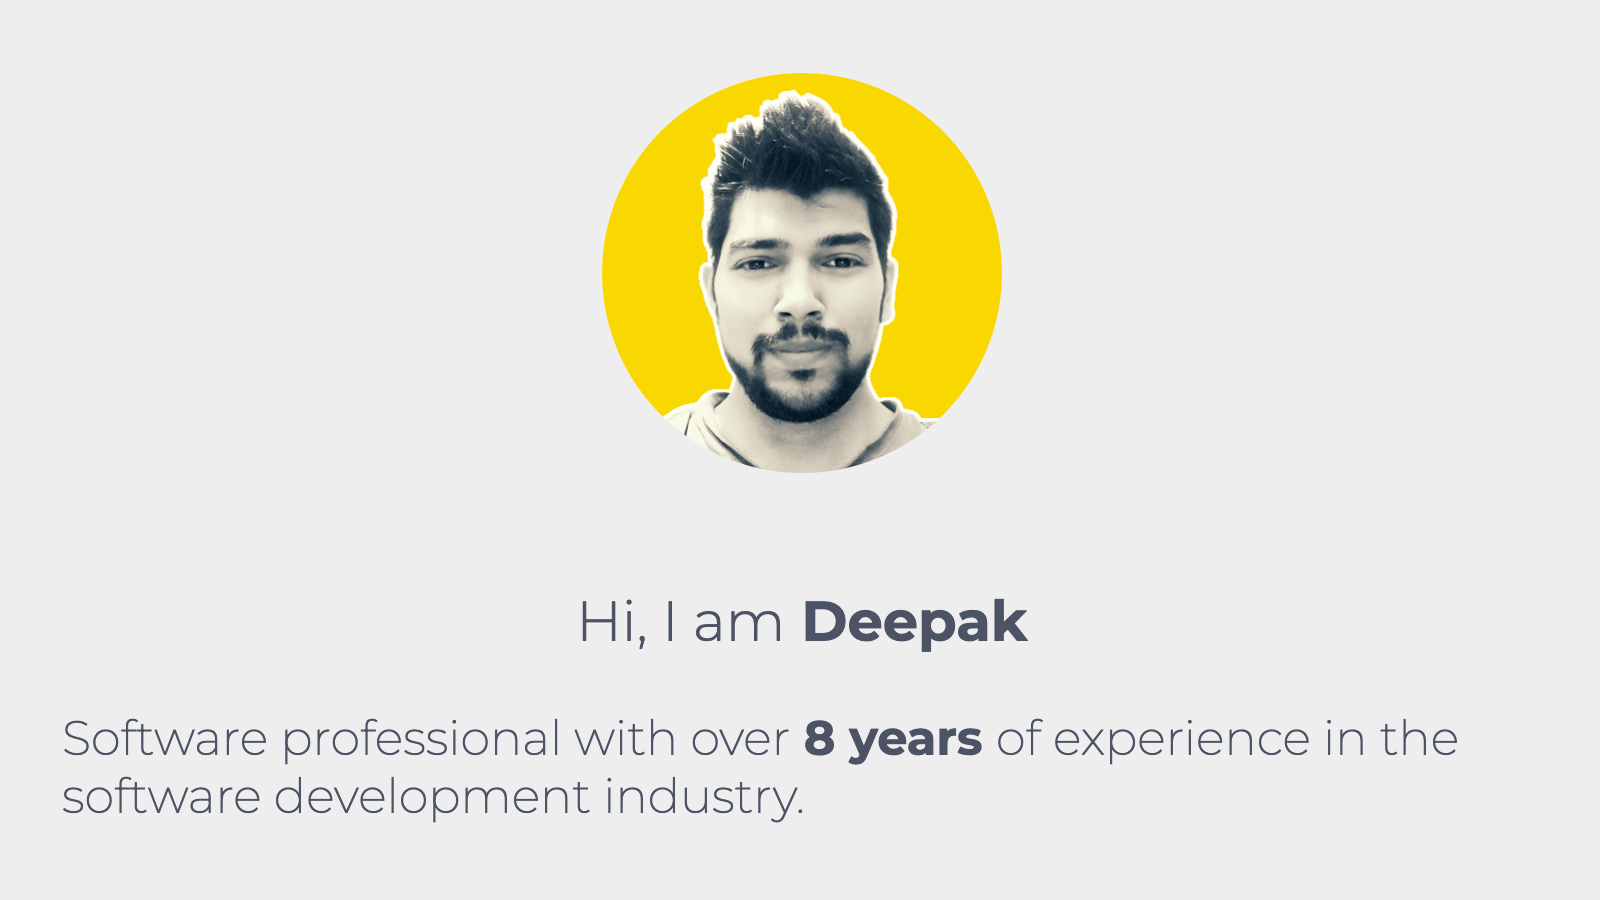 Hi, I am Deepak
Software professional with over 8 years of experience in the
software development industry.